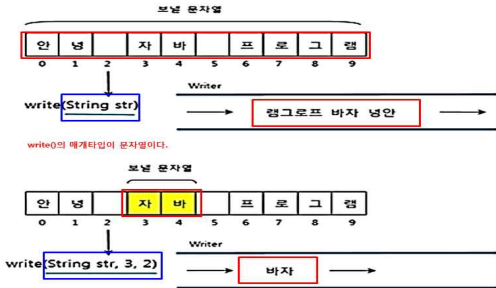 보낼 문자열
안 녕 자 바 프 로 그 램
0 1 2 3 4 5 6 7 8 9
Writer
write(String str)
램그로프 바자 녕안
write()의 매개타입이 문자열이다.
보낼 문자열
안 녕 자 바 프 로 그 램
0 1 2 3 4 5 6 7 8 9
Writer
write(String str, 3, 2)
바자